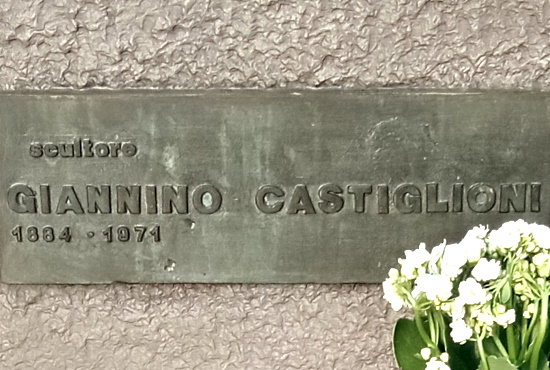 scultore
GIANNINO CASTIGLIONI
1884 · 1971